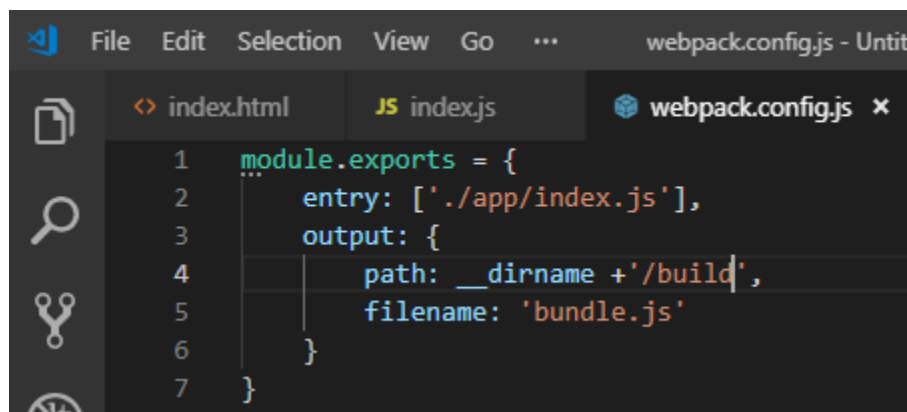 File Edit Selection View Go ··· webpack.config.js - Untit
<> index.html JS index.js webpack.config.js ×
1 module.exports = {
2 entry: ['./app/index.js'],
3 output: {
4 path: __dirname +'/build',
5 filename: 'bundle.js'
6 }
7 }